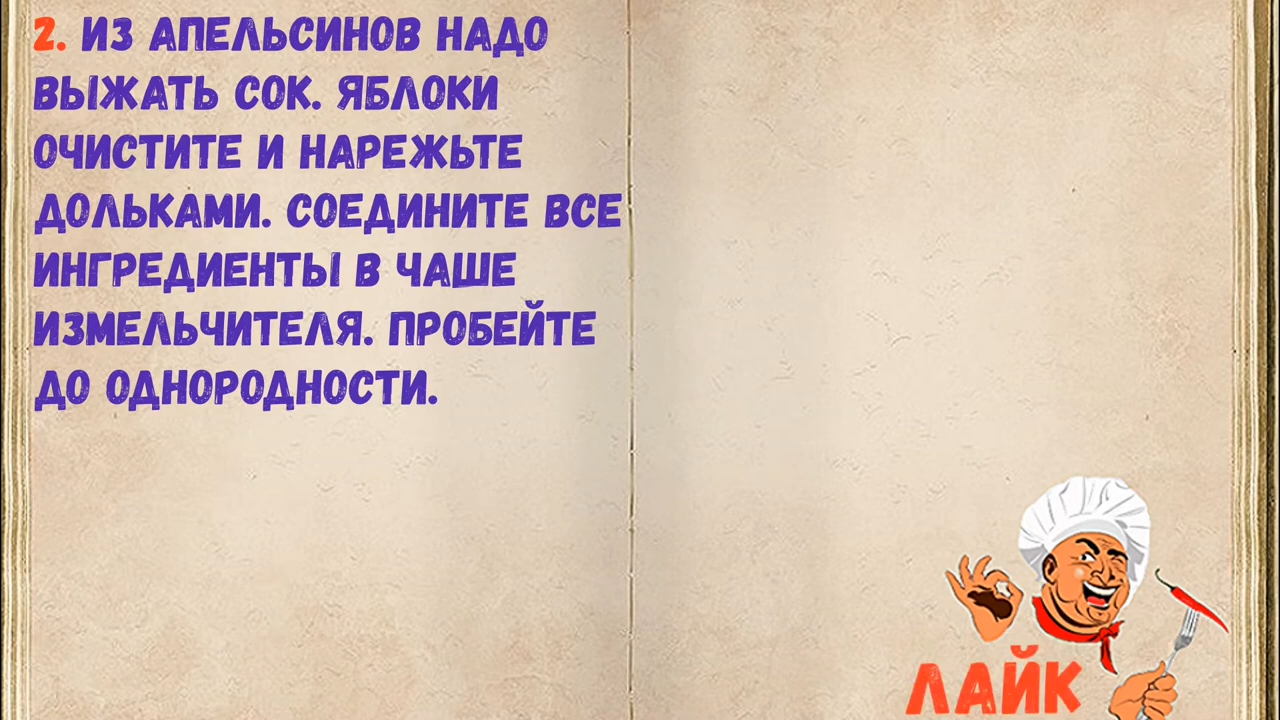 2. ИЗ АПЕЛЬСИНОВ НАДО
ВЫЖАТЬ СОК. ЯБЛОКИ
ОЧИСТИТЕ И НАРЕЖЬТЕ
ДОЛЬКАМИ. СОЕДИНИТЕ ВСЕ
ИНГРЕДИЕНТЫ В ЧАШЕ
ИЗМЕЛЬЧИТЕЛЯ. ПРОБЕЙТЕ
ДО ОДНОРОДНОСТИ.
ЛАЙК